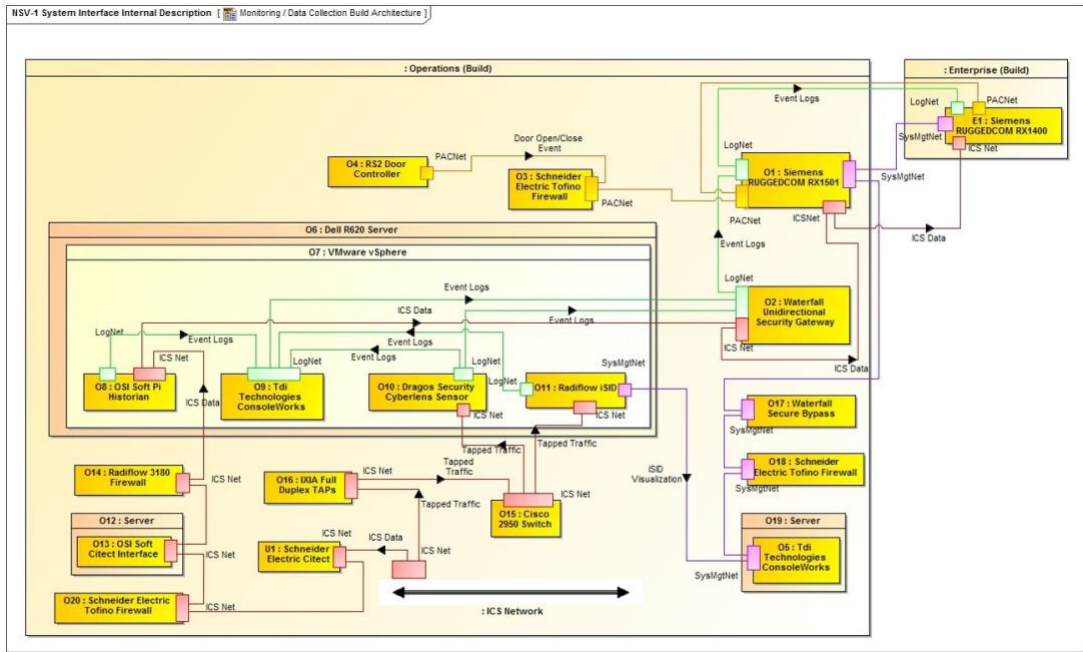 NSV-1 System Interface Internal Description [ Monitoring / Data Collection Build Architecture ]
: Operations (Build)
: Enterprise (Build)
LogNet
PACNet
E1 : Siemens
RUGGEDCOM RX1400
SysMgtNet
ICS Net
Event Logs
Door Open/Close
Event
O4 : RS2 Door
Controller
PACNet
O3 : Schneider
Electric Tofino
Firewall
PACNet
LogNet
O1 : Siemens
RUGGEDCOM RX1501
SysMgtNet
PACNet
ICSNet
ICS Data
Event Logs
O6 : Dell R620 Server
O7 : VMware vSphere
LogNet
O2 : Waterfall
Unidirectional
Security Gateway
ICS Net
ICS Data
Event Logs
ICS Data
Event Logs
LogNet
Event Logs
Event Logs
Event Logs
ICS Net
LogNet
LogNet
LogNet
SysMgtNet
O8 : OSI Soft Pi
Historian
ICS Data
O9 : Tdi
Technologies
ConsoleWorks
O10 : Dragos Security
Cyberlens Sensor
ICS Net
O11 : Radiflow iSID
ICS Net
O17 : Waterfall
Secure Bypass
SysMgtNet
Tapped Traffic
Tapped Traffic
O14 : Radiflow 3180
Firewall
ICS Net
O16 : IXIA Full
Duplex TAPs
ICS Net
Tapped
Traffic
Tapped Traffic
ICS Net
O15 : Cisco
2950 Switch
iSID
Visualization
O18 : Schneider
Electric Tofino Firewall
SysMgtNet
O12 : Server
O13 : OSI Soft
Citect Interface
ICS Net
U1 : Schneider
Electric Citect
ICS Net
ICS Data
ICS Net
O19 : Server
O5 : Tdi
Technologies
ConsoleWorks
SysMgtNet
O20 : Schneider Electric
Tofino Firewall
ICS Net
: ICS Network